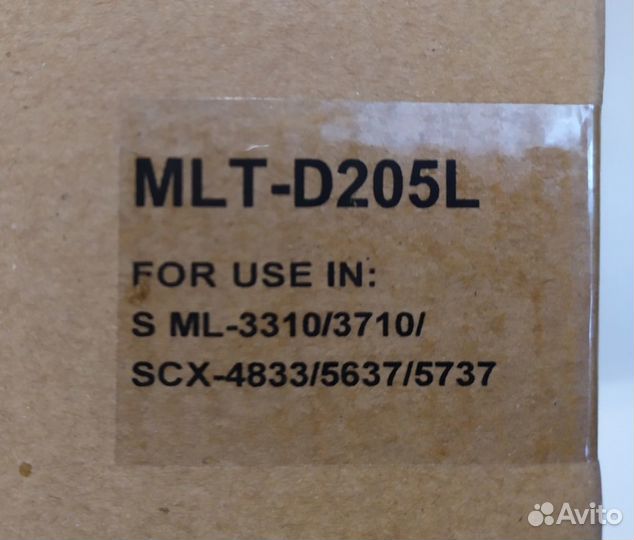 MLT-D205L
FOR USE IN:
S ML-3310/3710/
SCX-4833/5637/5737
Avito